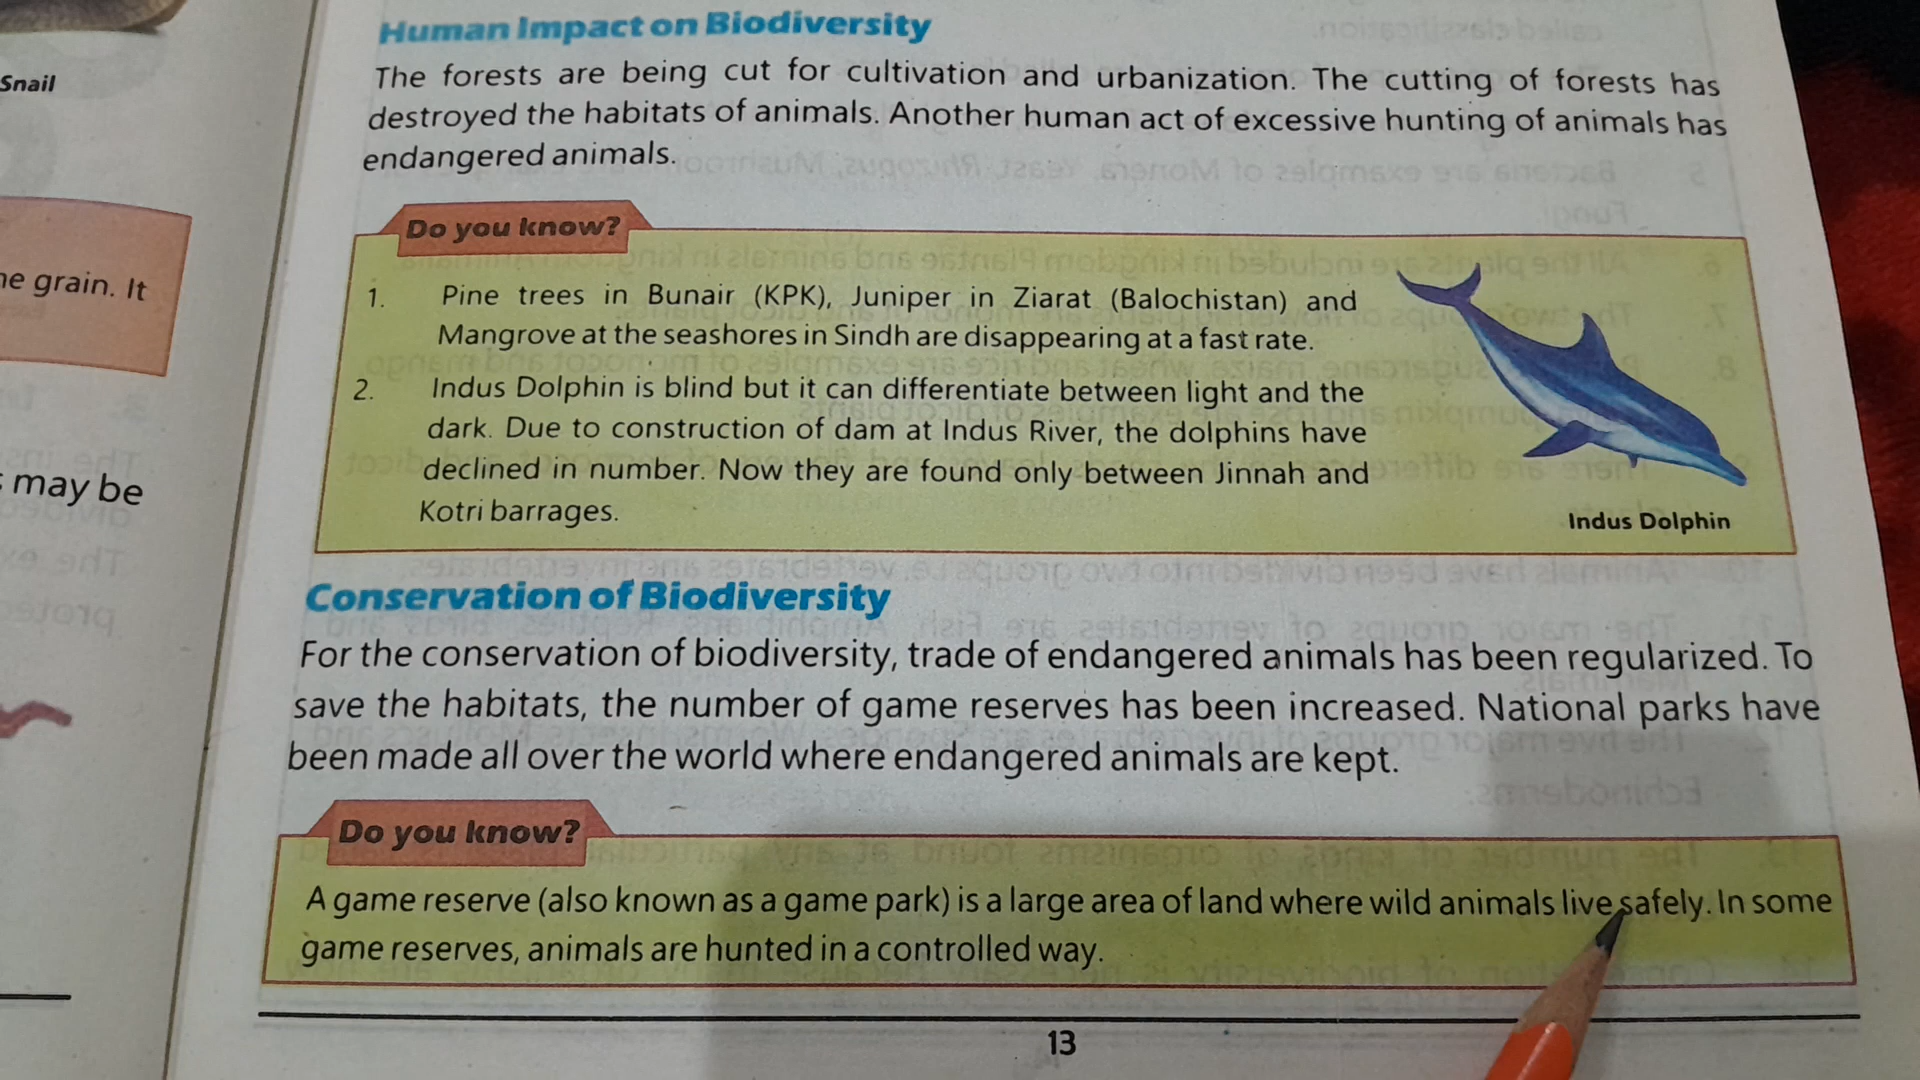 Snail
he grain. It
may be
Human Impact on Biodiversity
The forests are being cut for cultivation and urbanization. The cutting of forests has
destroyed the habitats of animals. Another human act of excessive hunting of animals has
endangered animals.
Do you know?
1. Pine trees in Bunair (KPK), Juniper in Ziarat (Balochistan) and
Mangrove at the seashores in Sindh are disappearing at a fast rate.
2. Indus Dolphin is blind but it can differentiate between light and the
dark. Due to construction of dam at Indus River, the dolphins have
declined in number. Now they are found only between Jinnah and
Kotri barrages.
Indus Dolphin
Conservation of Biodiversity
For the conservation of biodiversity, trade of endangered animals has been regularized. To
save the habitats, the number of game reserves has been increased. National parks have
been made all over the world where endangered animals are kept.
Do you know?
A game reserve (also known as a game park) is a large area of land where wild animals live safely. In some
game reserves, animals are hunted in a controlled way.
13